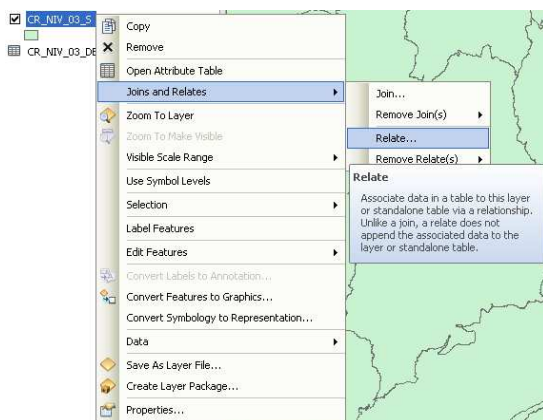 CR_NIV_03_S
CR_NIV_03_DE
Copy
Remove
Open Attribute Table
Joins and Relates
Zoom To Layer
Zoom To Make Visible
Visible Scale Range
Use Symbol Levels
Selection
Label Features
Edit Features
Convert Labels to Annotation...
Convert Features to Graphics...
Convert Symbology to Representation...
Data
Save As Layer File...
Create Layer Package...
Properties...
Join...
Remove Join(s)
Relate...
Remove Relate(s)
Relate
Associate data in a table to this layer
or standalone table via a relationship.
Unlike a join, a relate does not
append the associated data to the
layer or standalone table.